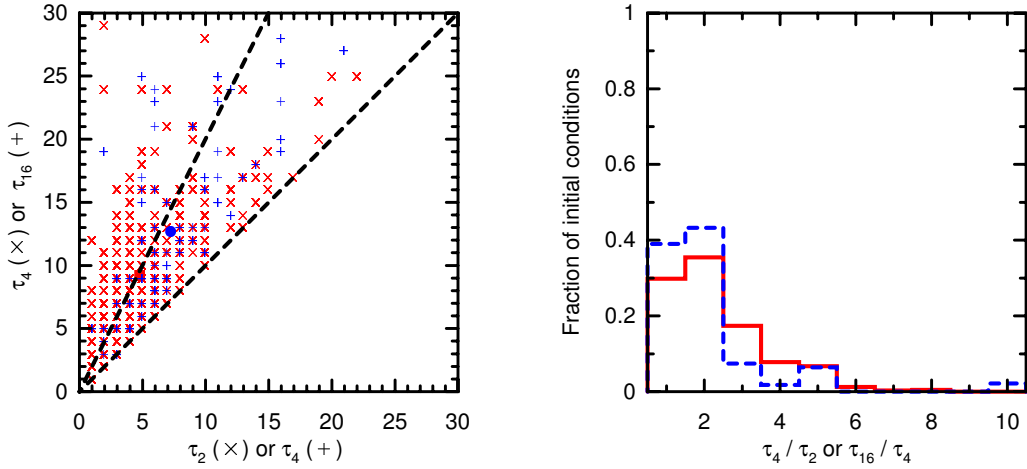 30
25
20
15
10
5
0
τ4 (×) or τ16 (+)
0 5 10 15 20 25 30
τ2 (×) or τ4 (+)
1
0.8
0.6
0.4
0.2
0
Fraction of initial conditions
2 4 6 8 10
τ4 / τ2 or τ16 / τ4